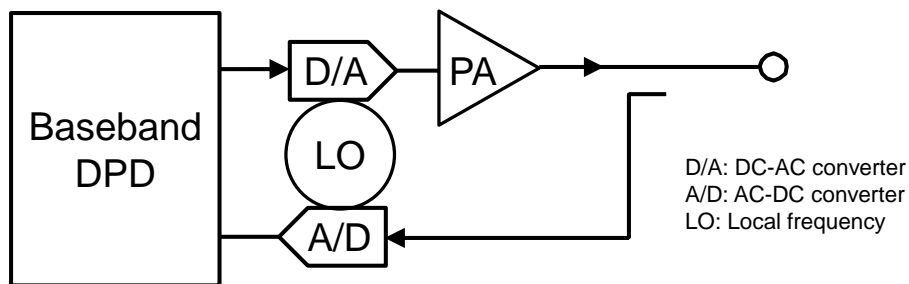 Baseband
DPD
D/A
PA
LO
A/D
D/A: DC-AC converter
A/D: AC-DC converter
LO: Local frequency